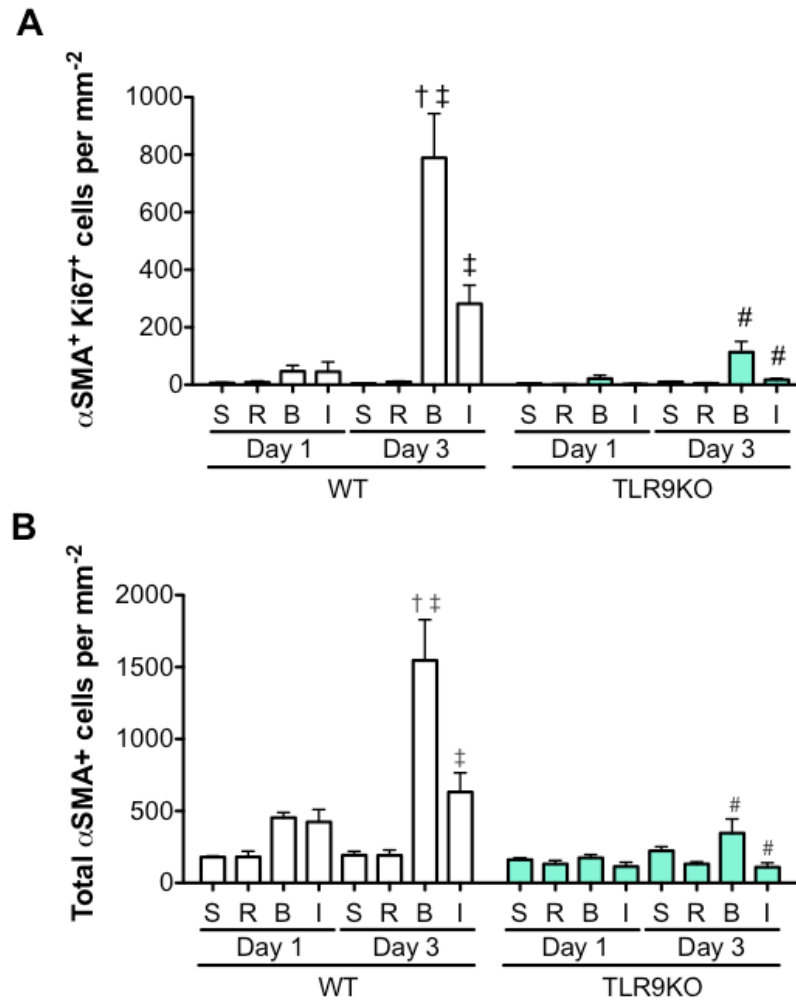 A
αSMA⁺ Ki67⁺ cells per mm⁻²
1000
† ‡
800
600
400
‡
200
# #
0
S R B I S R B I S R B I S R B I
Day 1 Day 3 Day 1 Day 3
WT TLR9KO
B
Total αSMA+ cells per mm⁻²
2000
† ‡
1500
1000
‡
500
# #
0
S R B I S R B I S R B I S R B I
Day 1 Day 3 Day 1 Day 3
WT TLR9KO